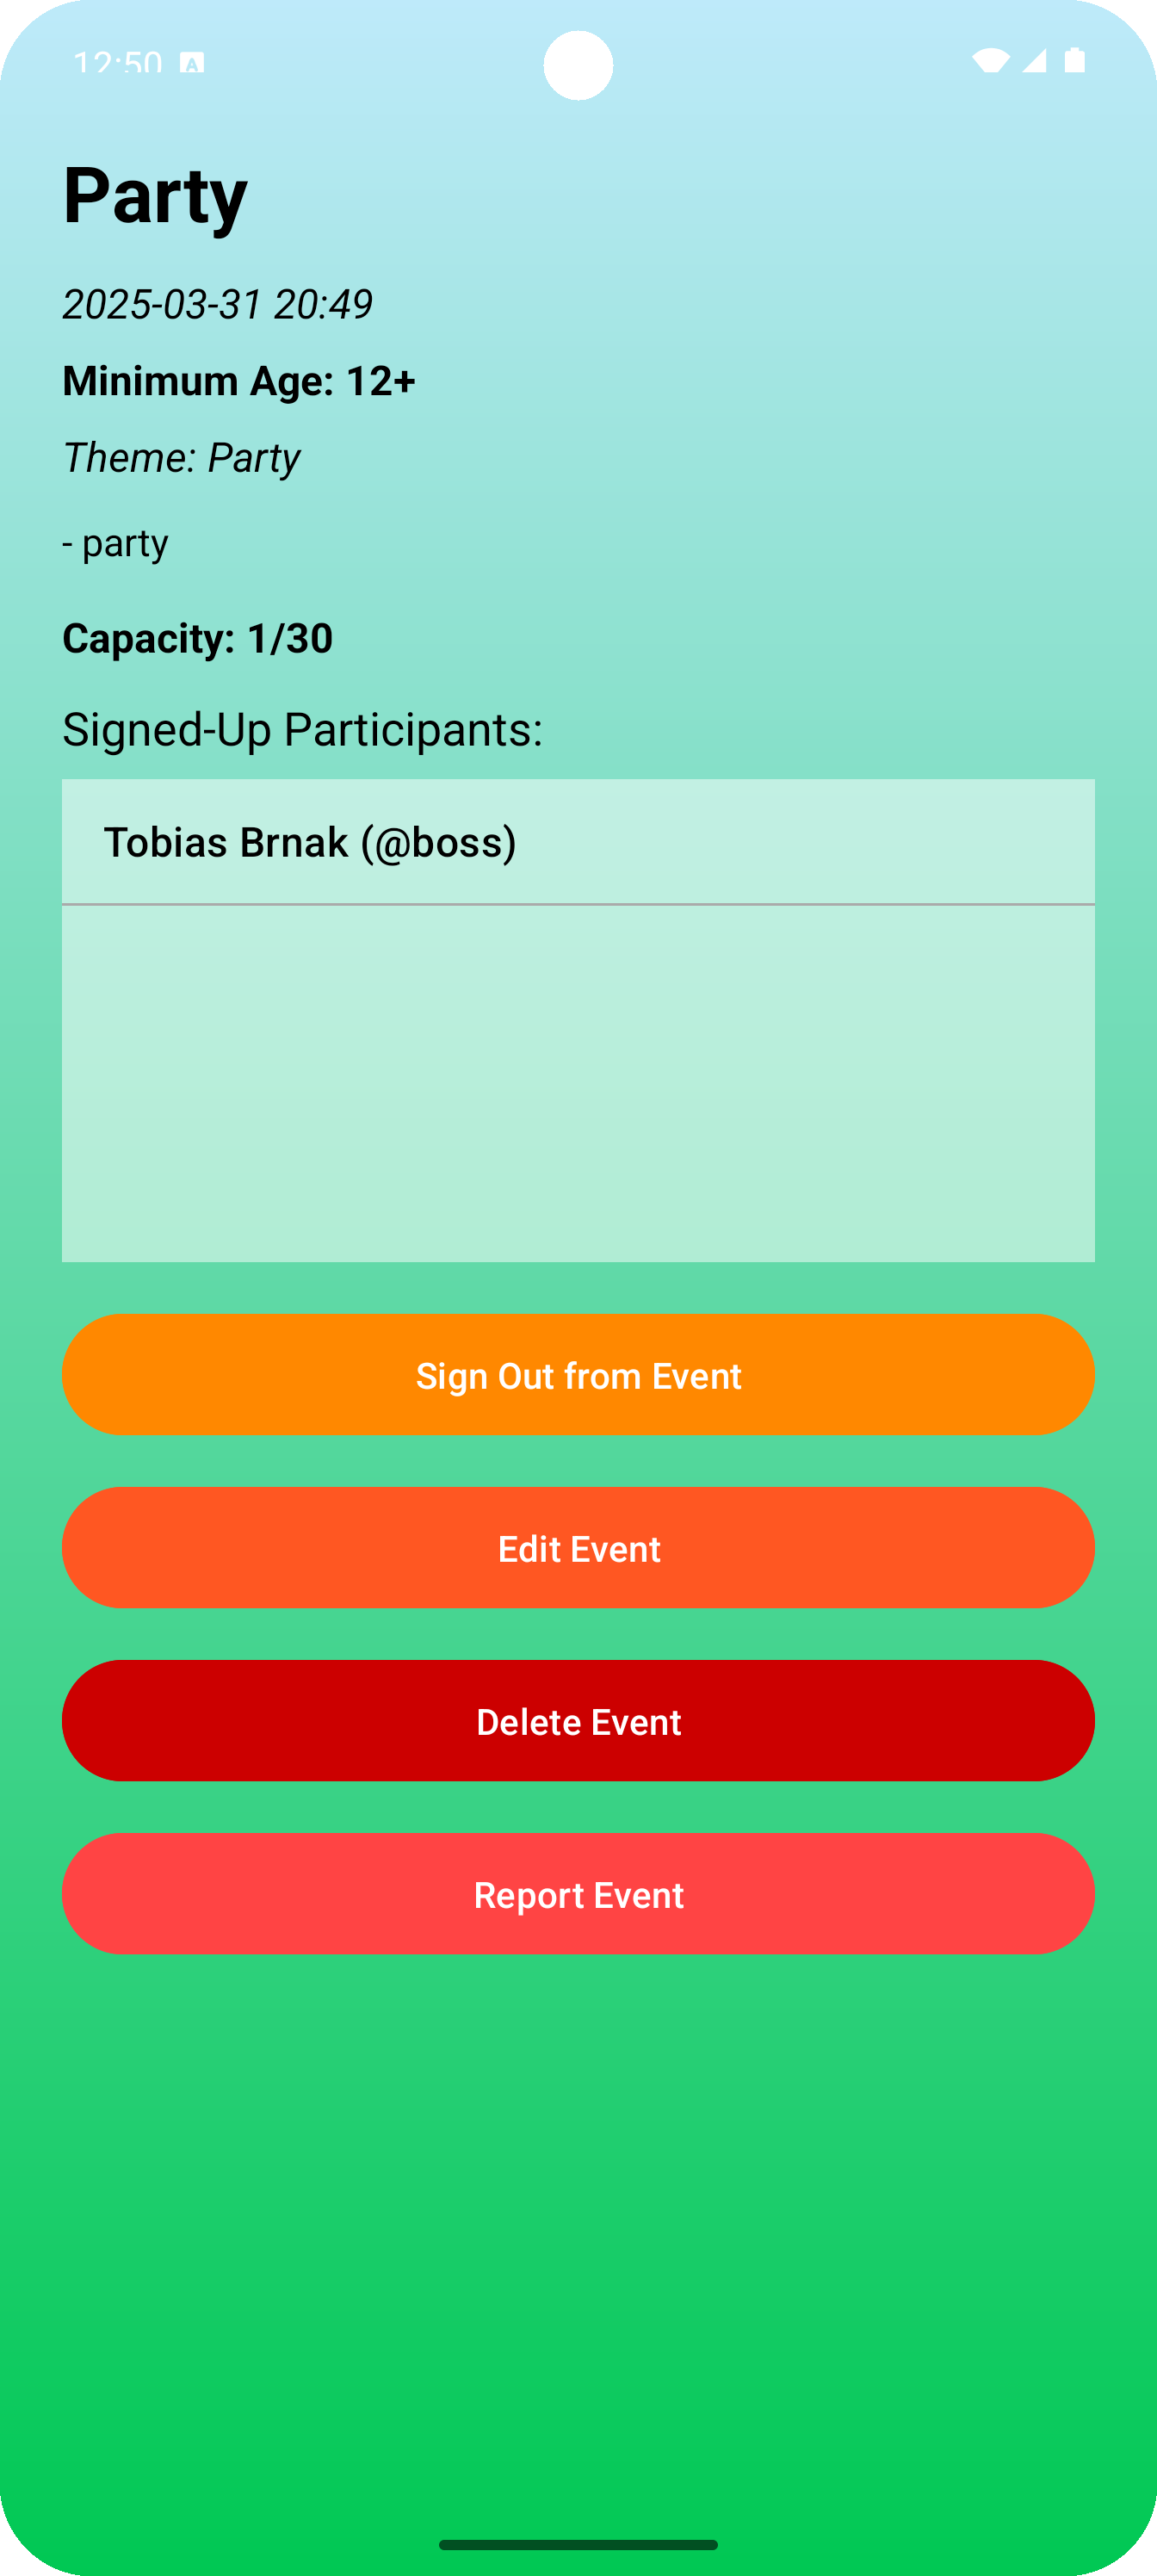 12:50 A
Party
2025-03-31 20:49
Minimum Age: 12+
Theme: Party
- party
Capacity: 1/30
Signed-Up Participants:
Tobias Brnak (@boss)
Sign Out from Event
Edit Event
Delete Event
Report Event